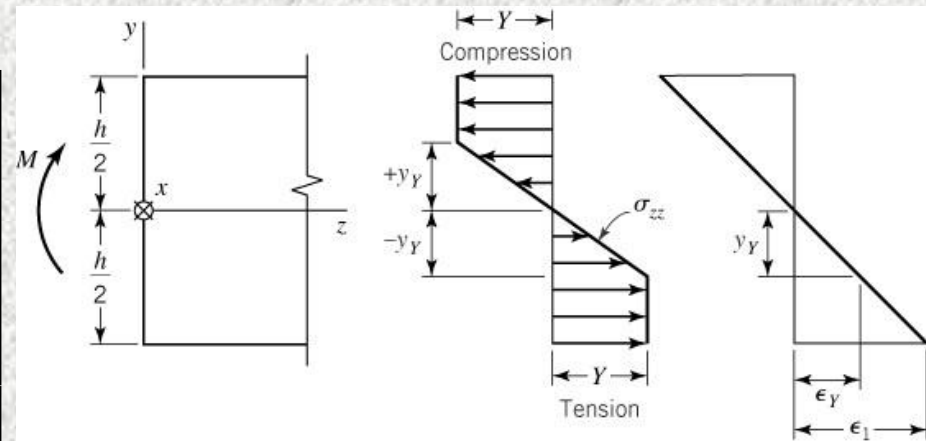 y
h/2
M
x
z
h/2
Y
Compression
+y_Y
−y_Y
σ_zz
Y
Tension
y_Y
ϵ_Y
ϵ_1